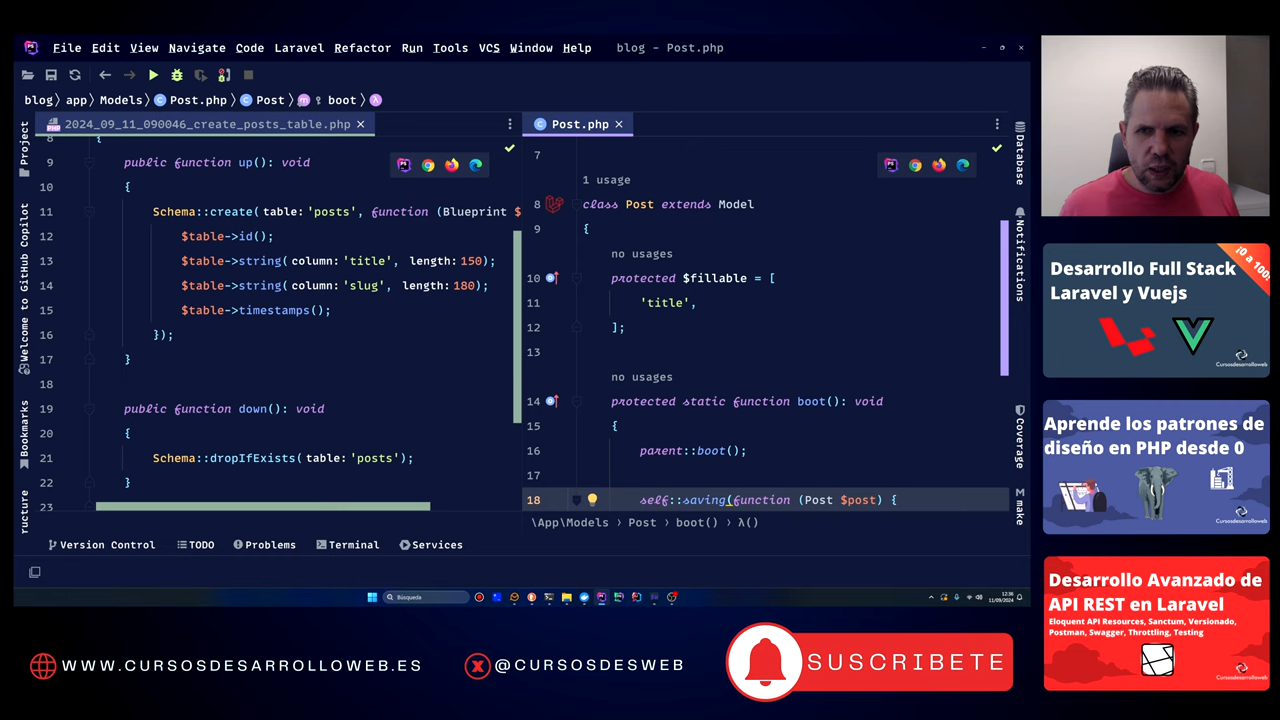 File Edit View Navigate Code Laravel Refactor Run Tools VCS Window Help blog - Post.php
blog app Models Post.php Post boot
2024_09_11_090046_create_posts_table.php
8 {
9 public function up(): void
10 {
11 Schema::create( table: 'posts', function (Blueprint $
12 $table->id();
13 $table->string( column: 'title', length: 150);
14 $table->string( column: 'slug', length: 180);
15 $table->timestamps();
16 });
17 }
18
19 public function down(): void
20 {
21 Schema::dropIfExists( table: 'posts');
22 }
23
Post.php
7
1 usage
8 class Post extends Model
9 {
no usages
10 protected $fillable = [
11 'title',
12 ];
13
no usages
14 protected static function boot(): void
15 {
16 parent::boot();
17
18 self::saving(function (Post $post) {
\App\Models › Post › boot() › λ()
Project
Welcome to GitHub Copilot
Bookmarks
ructure
Database
Notifications
Coverage
make
Version Control TODO Problems Terminal Services
Búsqueda
12:36
11/09/2024
Desarrollo Full Stack
Laravel y Vuejs
¡0 a 100!
Cursosdesarrolloweb
Aprende los patrones de
diseño en PHP desde 0
Cursosdesarrolloweb
Desarrollo Avanzado de
API REST en Laravel
Eloquent API Resources, Sanctum, Versionado,
Postman, Swagger, Throttling, Testing
Cursosdesarrolloweb
WWW.CURSOSDESARROLLOWEB.ES
@CURSOSDESWEB
SUSCRIBETE